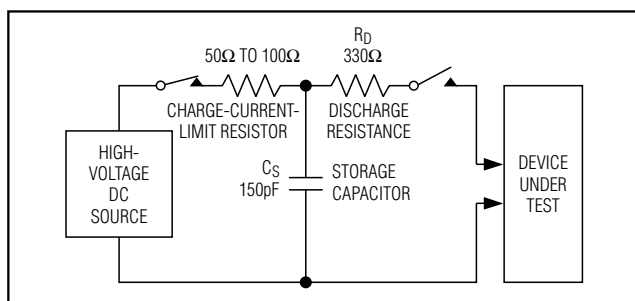 R_D
50Ω TO 100Ω
330Ω
CHARGE-CURRENT-
LIMIT RESISTOR
DISCHARGE
RESISTANCE
HIGH-
VOLTAGE
DC
SOURCE
C_S
150pF
STORAGE
CAPACITOR
DEVICE
UNDER
TEST